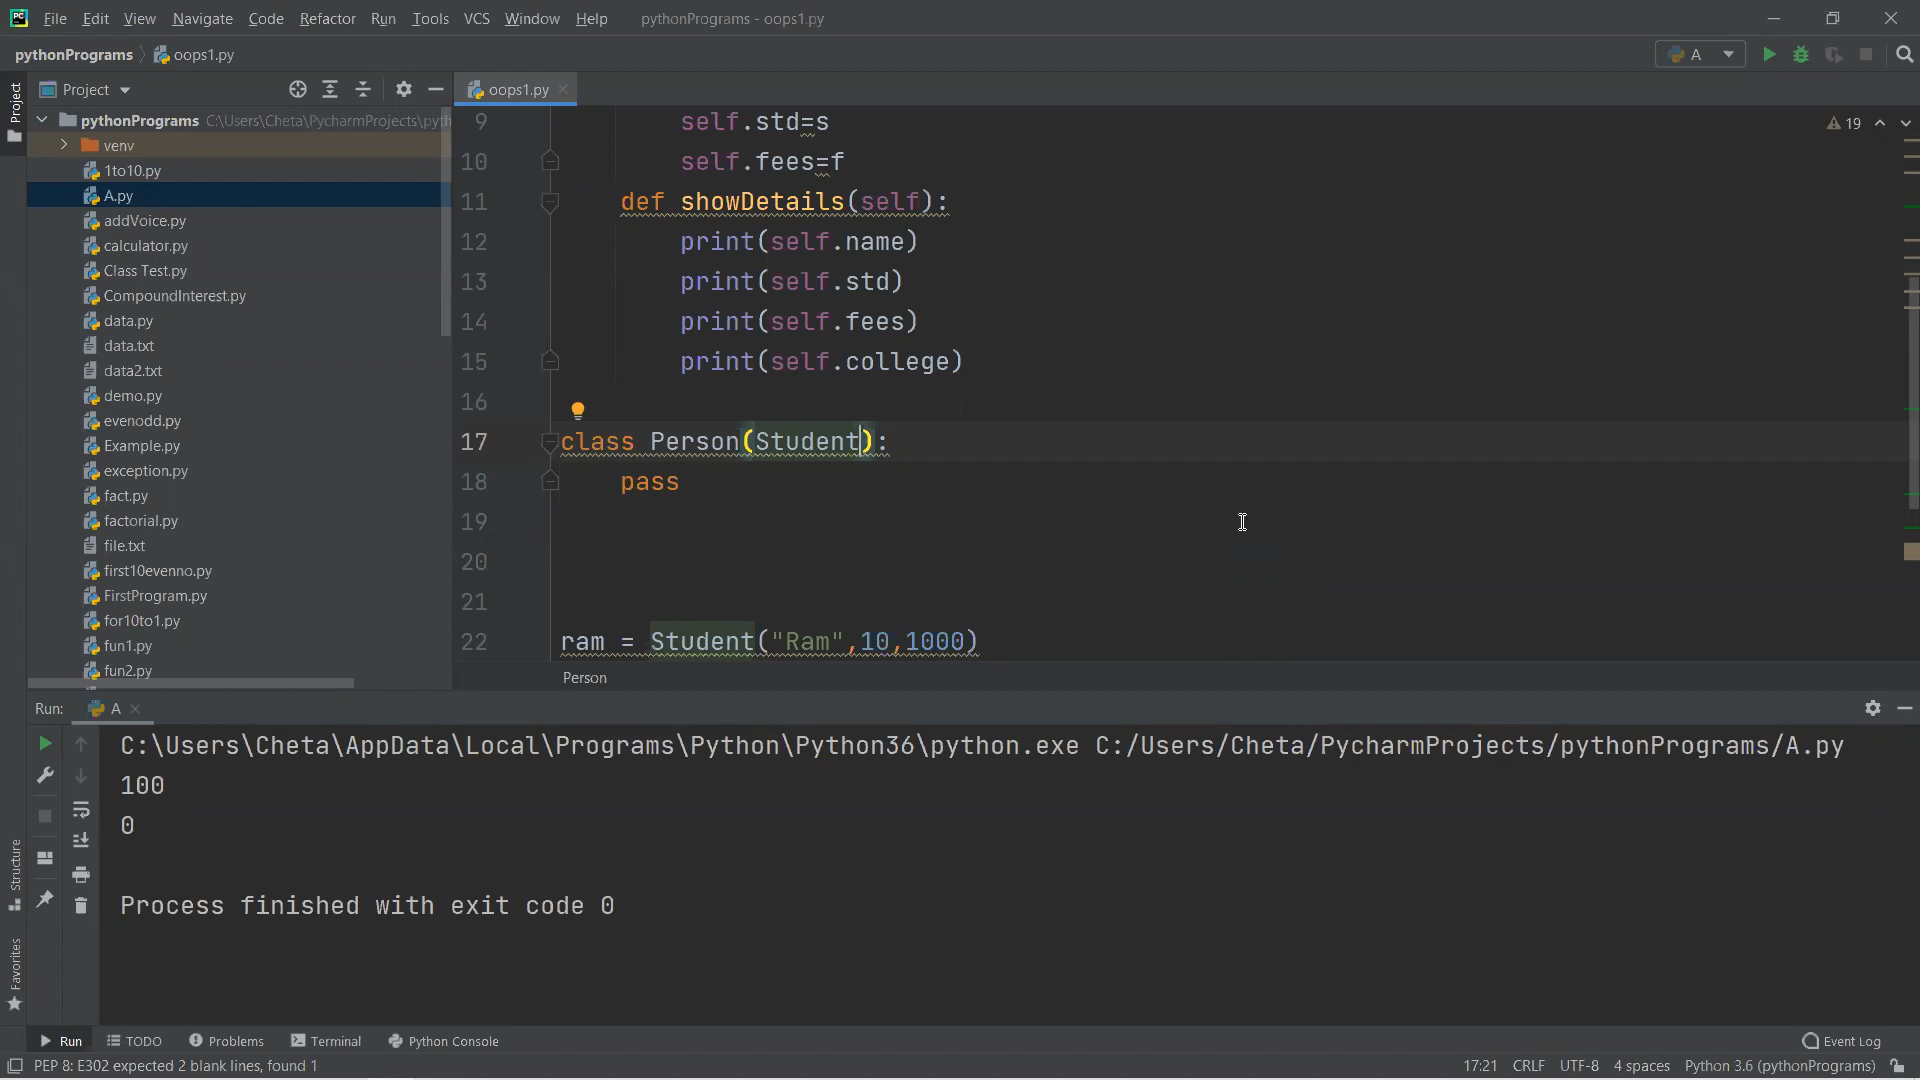 PC File Edit View Navigate Code Refactor Run Tools VCS Window Help pythonPrograms - oops1.py
pythonPrograms oops1.py A
Project
Project C:\Users\Cheta\PycharmProjects\pyth
oops1.py
pythonPrograms
venv
1to10.py
A.py
addVoice.py
calculator.py
Class Test.py
CompoundInterest.py
data.py
data.txt
data2.txt
demo.py
evenodd.py
Example.py
exception.py
fact.py
factorial.py
file.txt
first10evenno.py
FirstProgram.py
for10to1.py
fun1.py
fun2.py
19
9 self.std=s
10 self.fees=f
11 def showDetails(self):
12 print(self.name)
13 print(self.std)
14 print(self.fees)
15 print(self.college)
16
17 class Person(Student):
18 pass
19
20
21
22 ram = Student("Ram",10,1000)
Person
Run: A
C:\Users\Cheta\AppData\Local\Programs\Python\Python36\python.exe C:/Users/Cheta/PycharmProjects/pythonPrograms/A.py
100
0
Process finished with exit code 0
Structure
Favorites
Run TODO Problems Terminal Python Console Event Log
PEP 8: E302 expected 2 blank lines, found 1 17:21 CRLF UTF-8 4 spaces Python 3.6 (pythonPrograms)